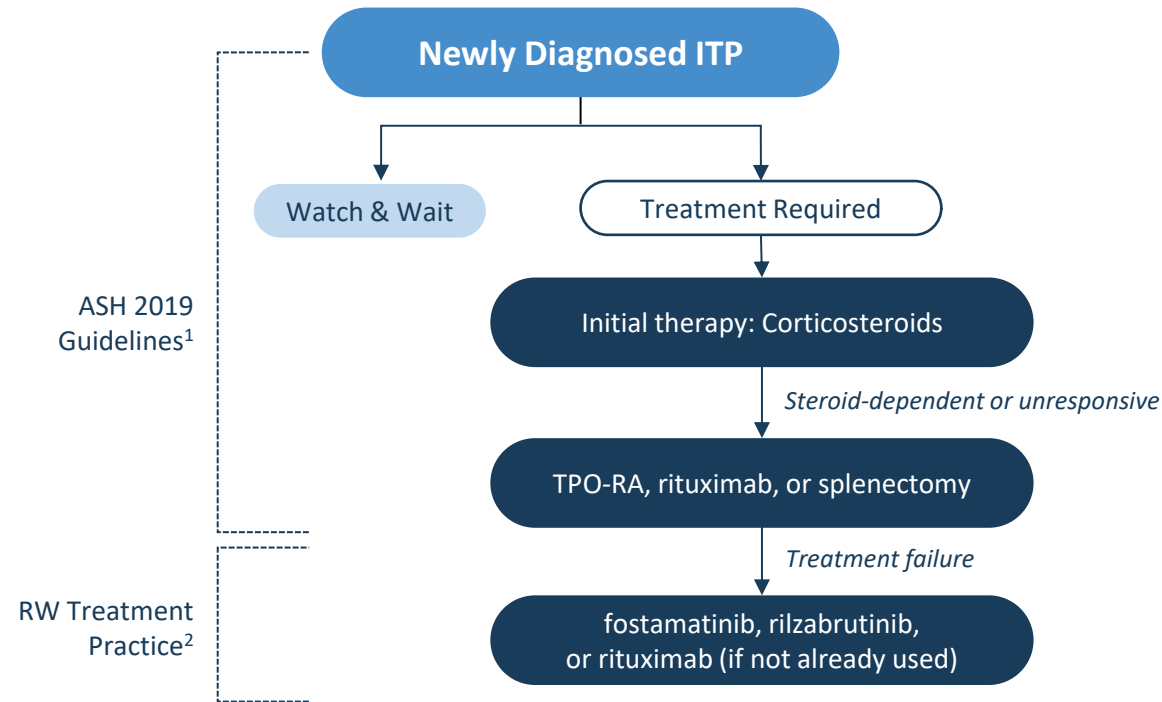 Newly Diagnosed ITP
Watch & Wait
Treatment Required
ASH 2019
Guidelines1
Initial therapy: Corticosteroids
Steroid-dependent or unresponsive
TPO-RA, rituximab, or splenectomy
Treatment failure
RW Treatment
Practice2
fostamatinib, rilzabrutinib,
or rituximab (if not already used)